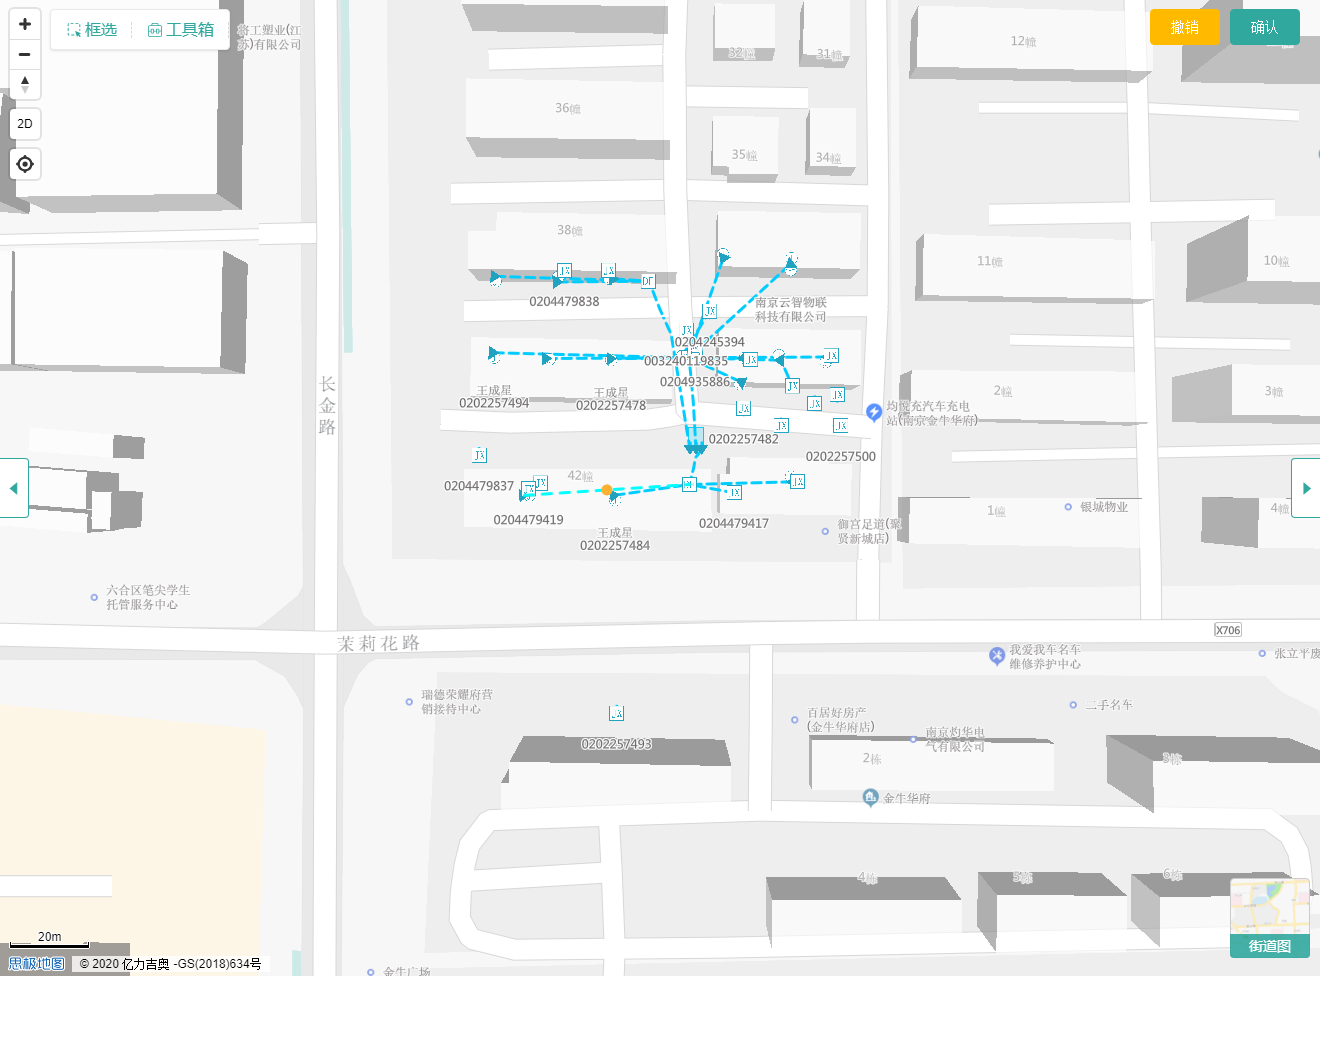 框选
工具箱
将工塑业(江
苏)有限公司
撤销
确认
2D
32幢
31幢
12幢
36幢
35幢
34幢
38幢
11幢
10幢
JX
JX
DF
0204479838
南京云智物联
科技有限公司
JX
JX
0204245394
003240119835
0204935886
JX
JX
JX
王成星
0202257494
王成星
0202257478
JX
JX
JX
JX
JX
2幢
3幢
均悦充汽车充电
站(南京金牛华府)
长金路
0202257482
0202257500
JX
42幢
0204479837
JX
JX
JX
JX
0204479419
0204479417
王成星
0202257484
御宫足道(聚
贤新城店)
1幢
银城物业
4幢
六合区笔尖学生
托管服务中心
茉莉花路
X706
我爱我车名车
维修养护中心
张立平废
瑞德荣耀府营
销接待中心
JX
0202257493
百居好房产
(金牛华府店)
二手名车
南京灼华电
气有限公司
2栋
3栋
金牛华府
4栋
5栋
6栋
20m
思极地图
© 2020 亿力吉奥 -GS(2018)634号
金牛广场
街道图